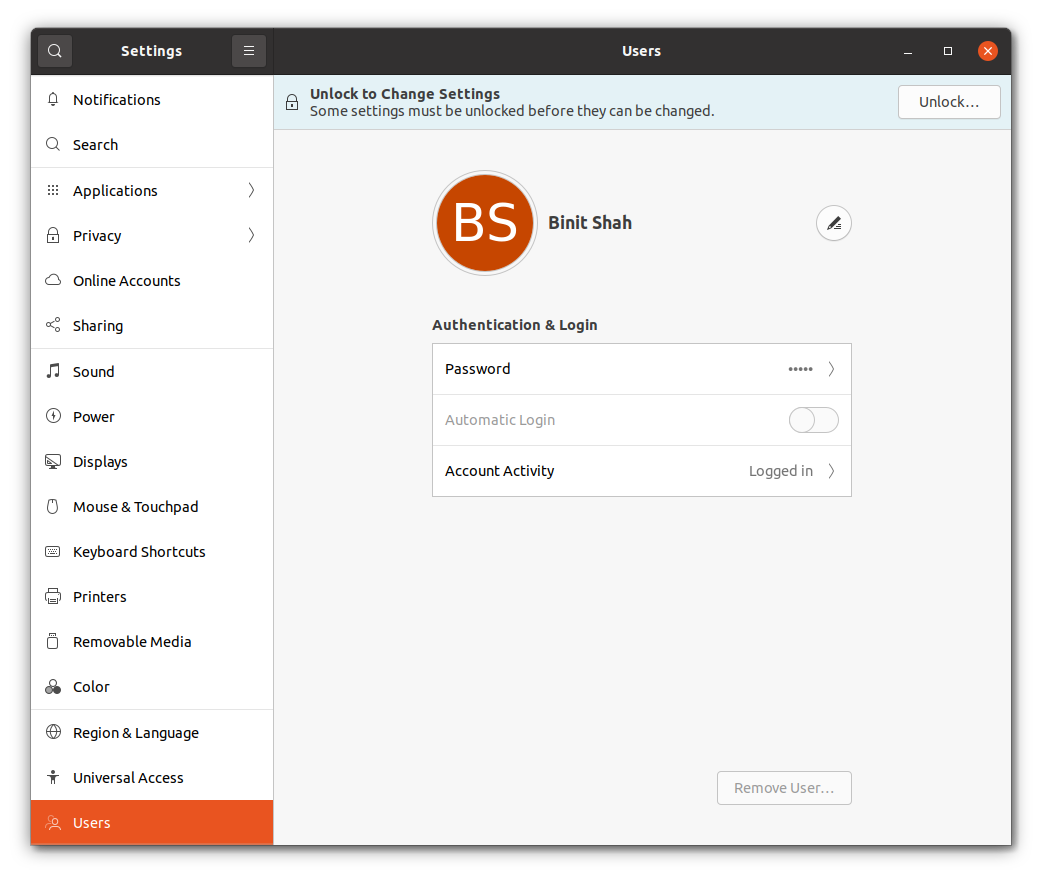 Settings
Users
Notifications
Search
Applications
Privacy
Online Accounts
Sharing
Sound
Power
Displays
Mouse & Touchpad
Keyboard Shortcuts
Printers
Removable Media
Color
Region & Language
Universal Access
Users
Unlock to Change Settings
Some settings must be unlocked before they can be changed.
Unlock…
BS
Binit Shah
Authentication & Login
Password •••••
Automatic Login
Account Activity Logged in
Remove User…